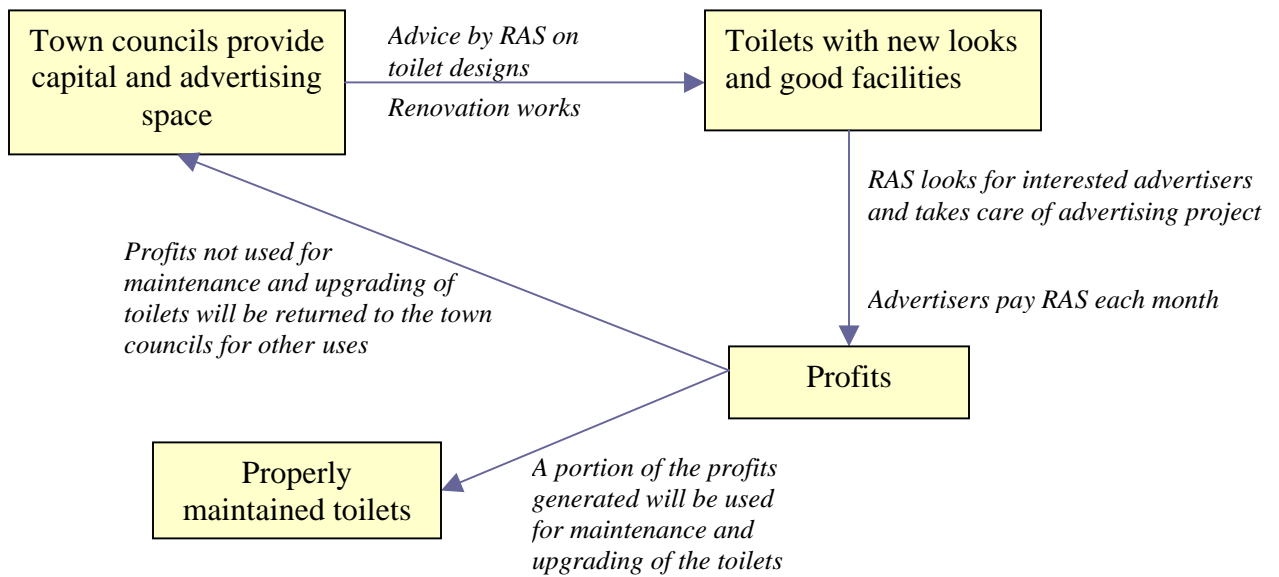 Town councils provide
capital and advertising
space
Advice by RAS on
toilet designs
Renovation works
Toilets with new looks
and good facilities
RAS looks for interested advertisers
and takes care of advertising project
Advertisers pay RAS each month
Profits not used for
maintenance and upgrading of
toilets will be returned to the town
councils for other uses
Profits
Properly
maintained toilets
A portion of the profits
generated will be used
for maintenance and
upgrading of the toilets